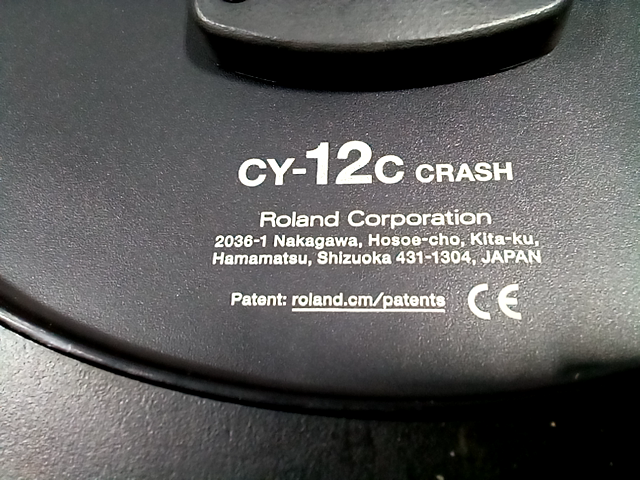 CY-12C CRASH
Roland Corporation
2036-1 Nakagawa, Hosoe-cho, Kita-ku,
Hamamatsu, Shizuoka 431-1304, JAPAN
Patent: roland.cm/patents CE